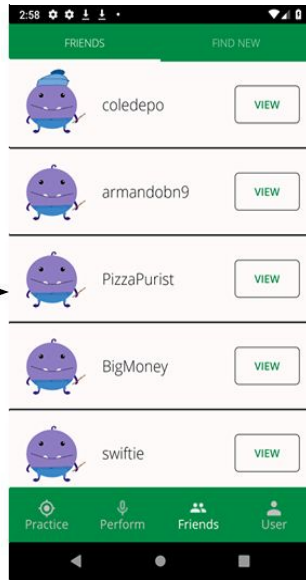 2:58
FRIENDS FIND NEW
coledepo VIEW
armandobn9 VIEW
PizzaPurist VIEW
BigMoney VIEW
swiftie VIEW
Practice Perform Friends User